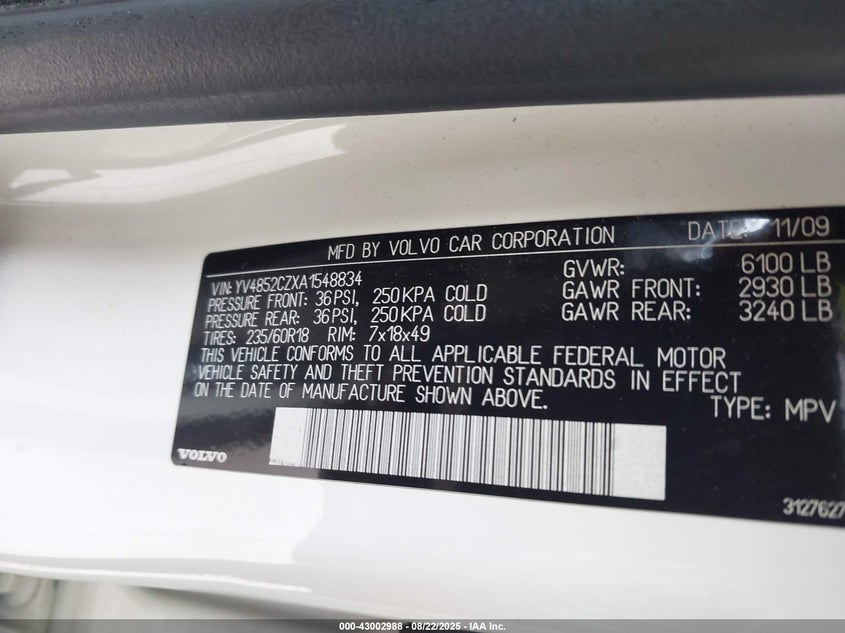 MFD BY VOLVO CAR CORPORATION DATE: 11/09
VIN: YV4852CZXA1548834 GVWR: 6100 LB
PRESSURE FRONT: 36 PSI, 250 KPA COLD GAWR FRONT: 2930 LB
PRESSURE REAR: 36 PSI, 250 KPA COLD GAWR REAR: 3240 LB
TIRES: 235/60R18 RIM: 7x18x49
THIS VEHICLE CONFORMS TO ALL APPLICABLE FEDERAL MOTOR
VEHICLE SAFETY AND THEFT PREVENTION STANDARDS IN EFFECT
ON THE DATE OF MANUFACTURE SHOWN ABOVE.
TYPE: MPV
VOLVO
3127627
000-43002988 - 08/22/2025 - IAA Inc.